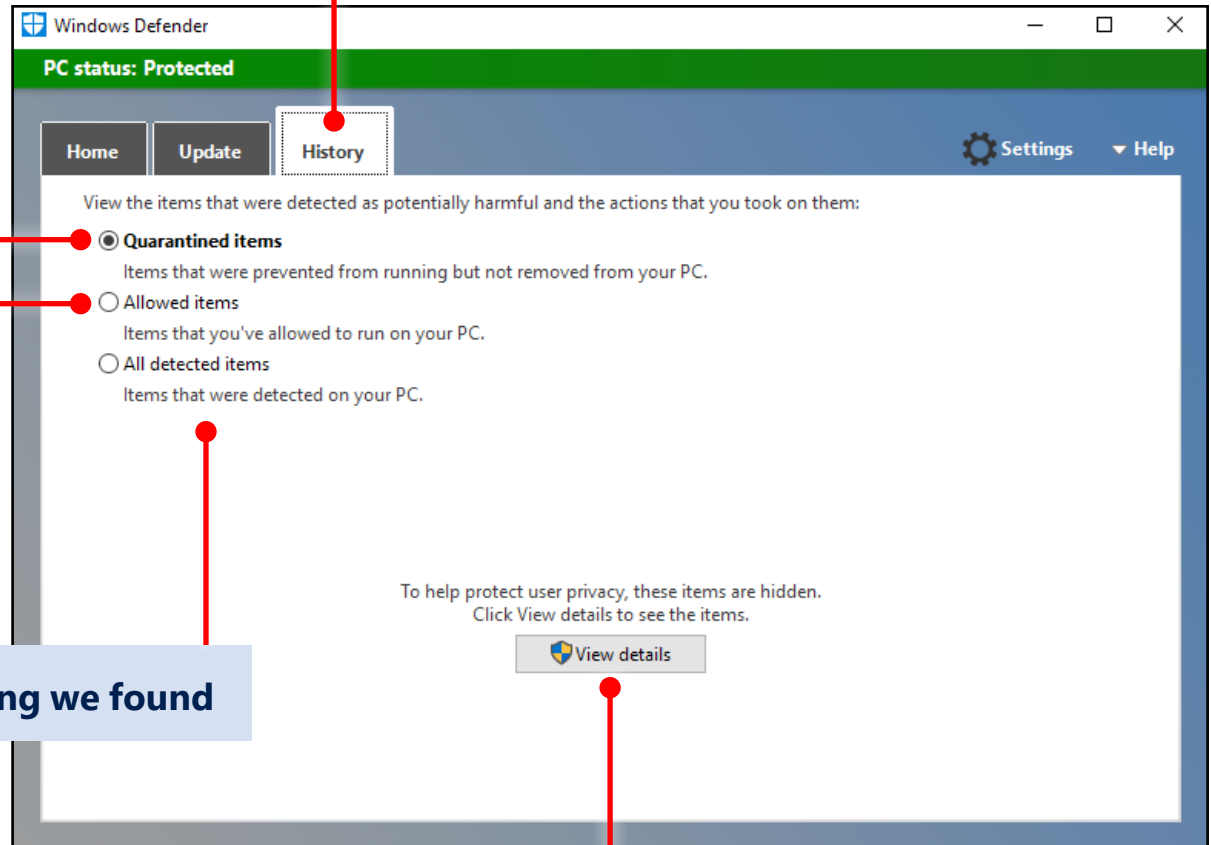 Windows Defender
PC status: Protected
Home Update History Settings Help
View the items that were detected as potentially harmful and the actions that you took on them:
Quarantined items
Items that were prevented from running but not removed from your PC.
Allowed items
Items that you've allowed to run on your PC.
All detected items
Items that were detected on your PC.
To help protect user privacy, these items are hidden.
Click View details to see the items.
View details
ng we found